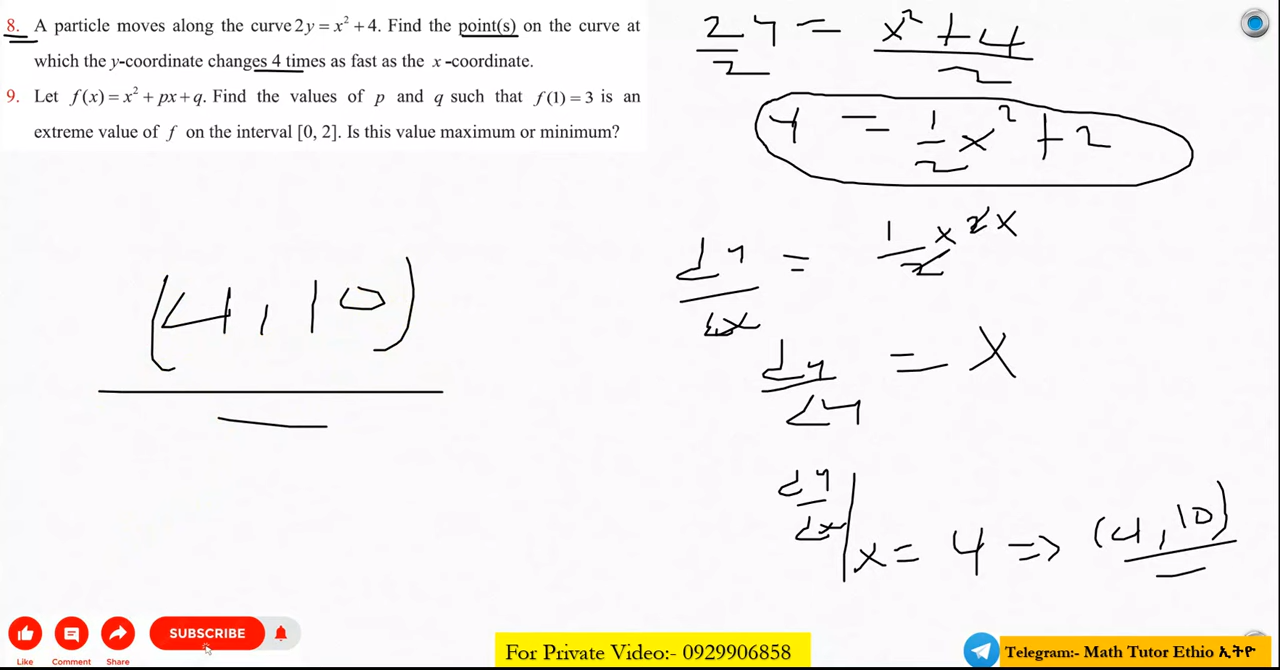 8. A particle moves along the curve 2y = x² + 4. Find the point(s) on the curve at
which the y-coordinate changes 4 times as fast as the x -coordinate.
9. Let f(x) = x² + px + q. Find the values of p and q such that f(1) = 3 is an
extreme value of f on the interval [0, 2]. Is this value maximum or minimum?
2y/2 = x² + 4/2
y = 1/2 x² + 2
dy/dx = 1/2 x 2x
dy/dy = x
dy/dx | x = 4 => (4, 10)
(4, 10)
Like
Comment
Share
SUBSCRIBE
For Private Video:- 0929906858
Telegram:- Math Tutor Ethio ኢትዮ